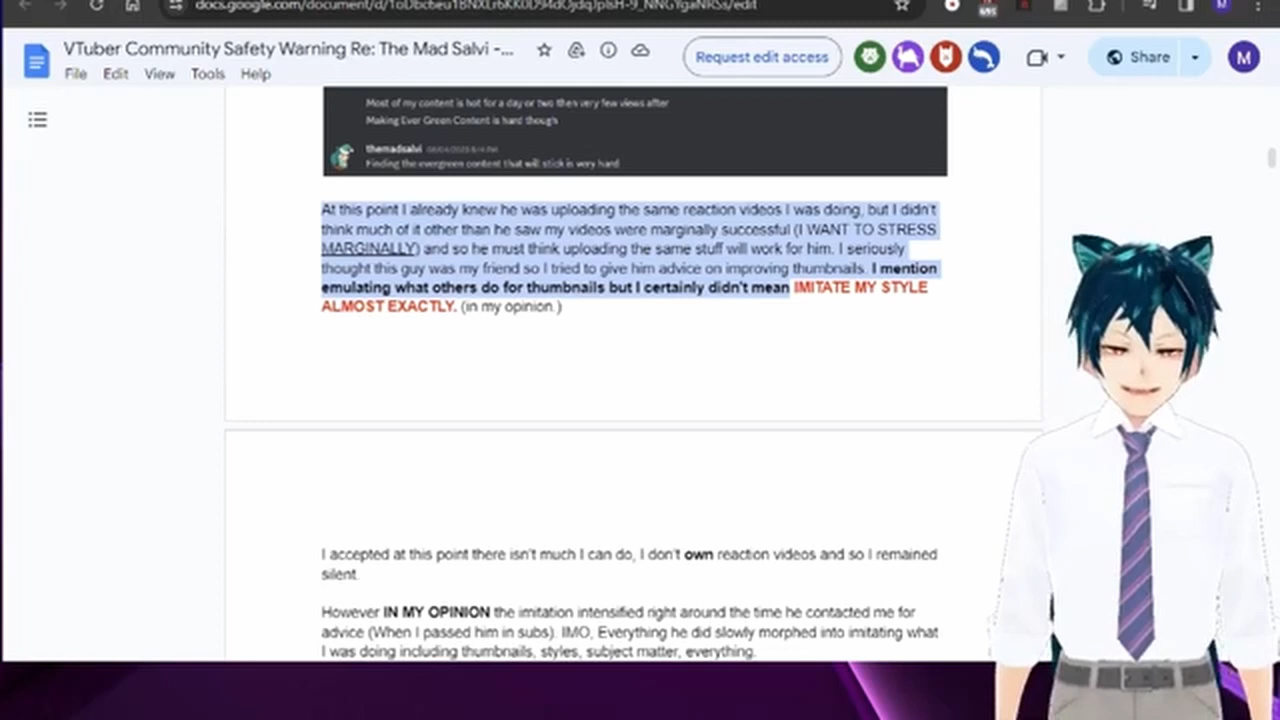 VTuber Community Safety Warning Re: The Mad Salvi -...
Request edit access
Share
M
File Edit View Tools Help
Most of my content is hot for a day or two then very few views after
Making Ever Green Content is hard though
themadsalvi
Finding the evergreen content that will stick is very hard
At this point I already knew he was uploading the same reaction videos I was doing, but I didn't
think much of it other than he saw my videos were marginally successful (I WANT TO STRESS
MARGINALLY) and so he must think uploading the same stuff will work for him. I seriously
thought this guy was my friend so I tried to give him advice on improving thumbnails. I mention
emulating what others do for thumbnails but I certainly didn't mean IMITATE MY STYLE
ALMOST EXACTLY. (in my opinion.)
I accepted at this point there isn't much I can do, I don't own reaction videos and so I remained
silent.
However IN MY OPINION the imitation intensified right around the time he contacted me for
advice (When I passed him in subs). IMO, Everything he did slowly morphed into imitating what
I was doing including thumbnails, styles, subject matter, everything.